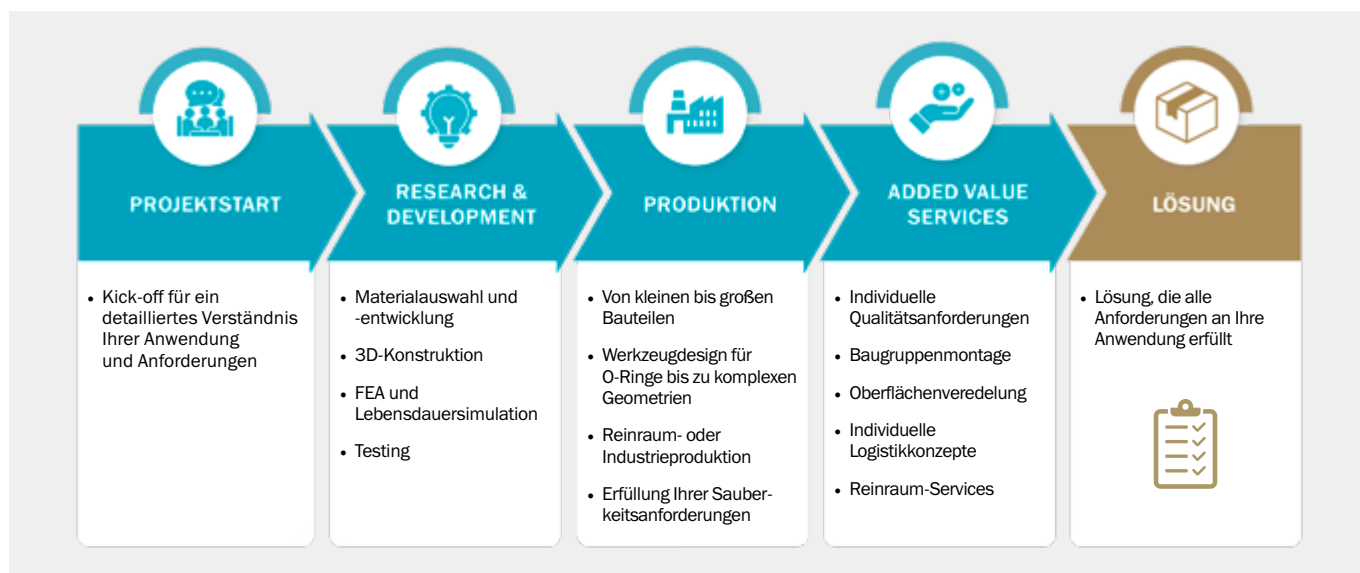 PROJEKTSTART
• Kick-off für ein
detailliertes Verständnis
Ihrer Anwendung
und Anforderungen
RESEARCH &
DEVELOPMENT
• Materialauswahl und
-entwicklung
• 3D-Konstruktion
• FEA und
Lebensdauersimulation
• Testing
PRODUKTION
• Von kleinen bis großen
Bauteilen
• Werkzeugdesign für
O-Ringe bis zu komplexen
Geometrien
• Reinraum- oder
Industrieproduktion
• Erfüllung Ihrer Sauber-
keitsanforderungen
ADDED VALUE
SERVICES
• Individuelle
Qualitätsanforderungen
• Baugruppenmontage
• Oberflächenveredelung
• Individuelle
Logistikkonzepte
• Reinraum-Services
LÖSUNG
• Lösung, die alle
Anforderungen an Ihre
Anwendung erfüllt